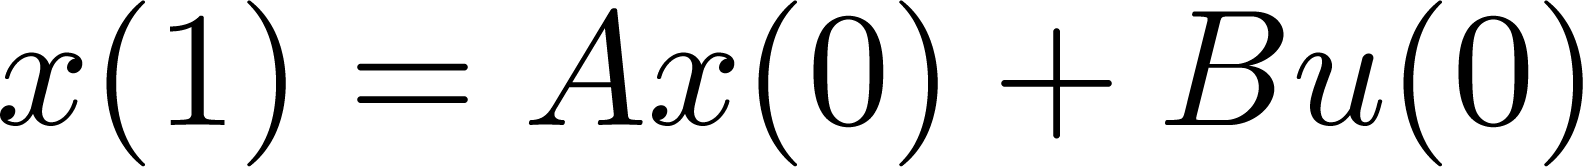 x(1) = Ax(0) + Bu(0)